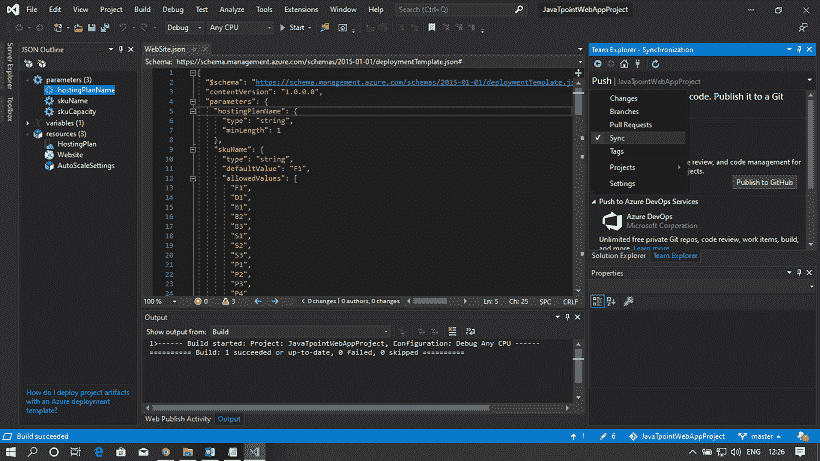 File Edit View Project Build Debug Test Analyze Tools Extensions Window Help Search (Ctrl+Q) JavaTpointWebAppProject
Debug Any CPU Start
Server Explorer
Toolbox
JSON Outline
parameters (3)
hostingPlanName
skuName
skuCapacity
variables (1)
resources (3)
HostingPlan
Website
AutoScaleSettings
How do I deploy project artifacts
with an Azure deployment
template?
WebSite.json
Schema: https://schema.management.azure.com/schemas/2015-01-01/deploymentTemplate.json#
1 {
2 "$schema": "https://schema.management.azure.com/schemas/2015-01-01/deploymentTemplate.js
3 "contentVersion": "1.0.0.0",
4 "parameters": {
5 "hostingPlanName": {
6 "type": "string",
7 "minLength": 1
8 },
9 "skuName": {
10 "type": "string",
11 "defaultValue": "F1",
12 "allowedValues": [
13 "F1",
14 "D1",
15 "B1",
16 "B2",
17 "B3",
18 "S1",
19 "S2",
20 "S3",
21 "P1",
22 "P2",
23 "P3",
24 "P4"
100 % 0 3 0 changes | 0 authors, 0 changes Ln: 5 Ch: 25 SPC CRLF
Output
Show output from: Build
1>------ Build started: Project: JavaTpointWebAppProject, Configuration: Debug Any CPU ------
========== Build: 1 succeeded or up-to-date, 0 failed, 0 skipped ==========
Web Publish Activity Output
Team Explorer - Synchronization
Push | JavaTpointWebAppProject
Changes
Branches
Pull Requests
Sync
Tags
Projects
Settings
code. Publish it to a Git
e review, and code management for
jects.
Publish to GitHub
Push to Azure DevOps Services
Azure DevOps
Microsoft Corporation
Unlimited free private Git repos, code review, work items, build,
and more. Learn more
Solution Explorer Team Explorer
Properties
Build succeeded 1 6 JavaTpointWebAppProject master
ENG 12:26